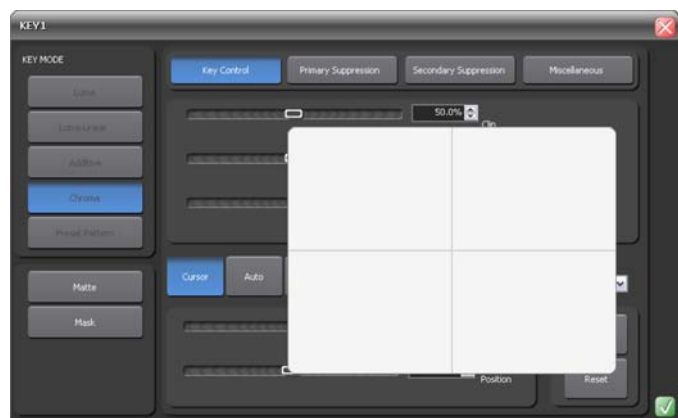 KEY1
KEY MODE
Luma
Luma Linear
Additive
Chroma
Preset Pattern
Matte
Mask
Key Control
Primary Suppression
Secondary Suppression
Miscellaneous
50.0%
Clip
Cursor
Auto
Position
Reset